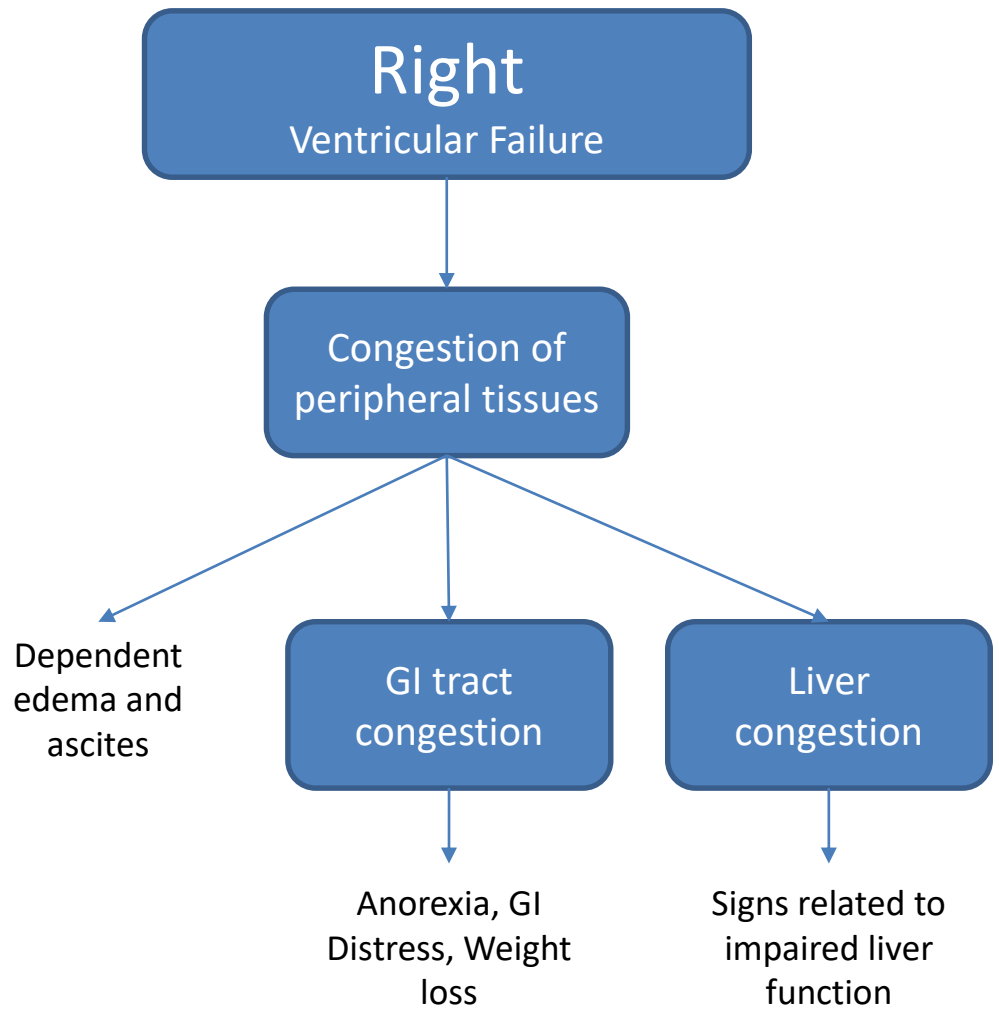 Right
Ventricular Failure
Congestion of
peripheral tissues
Dependent
edema and
ascites
GI tract
congestion
Liver
congestion
Anorexia, GI
Distress, Weight
loss
Signs related to
impaired liver
function